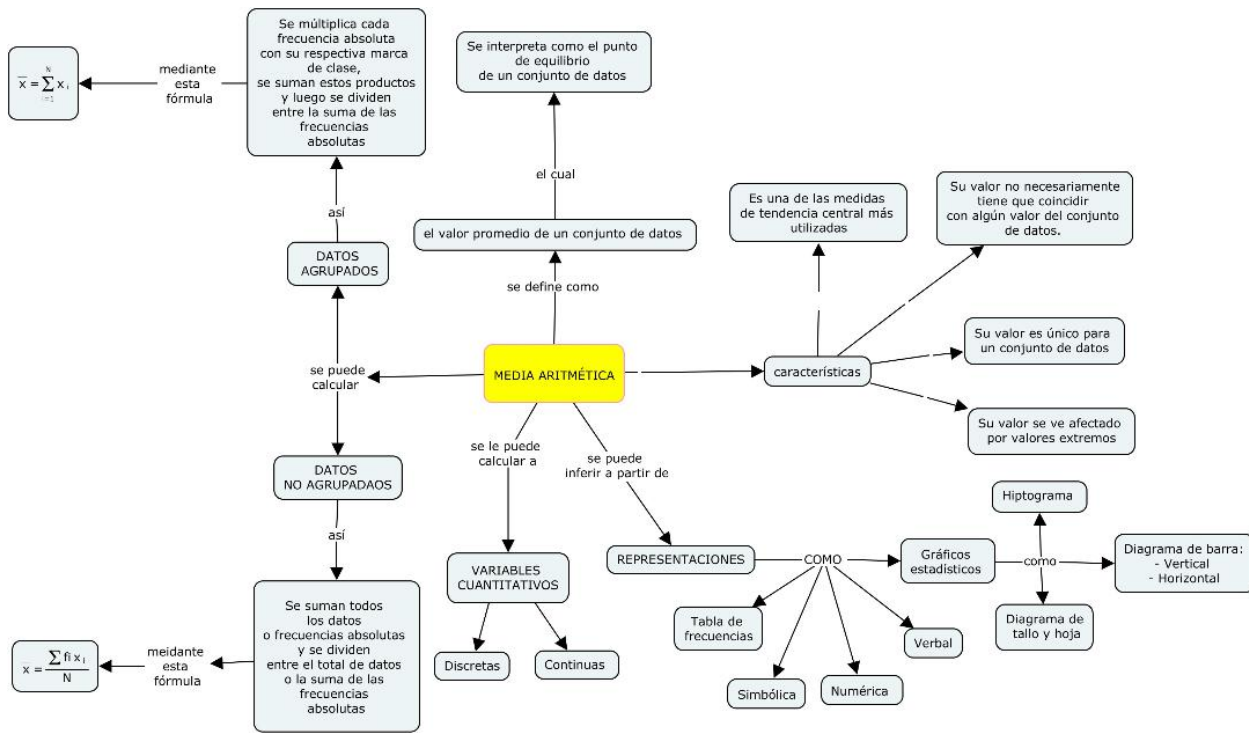 Se múltiplica cada
frecuencia absoluta
con su respectiva marca
de clase,
se suman estos productos
y luego se dividen
entre la suma de las
frecuencias
absolutas
mediante
esta
fórmula
x̄ = ∑ᵢ₌₁ᴺ xᵢ
así
DATOS
AGRUPADOS
se puede
calcular
DATOS
NO AGRUPADAOS
así
Se suman todos
los datos
o frecuencias absolutas
y se dividen
entre el total de datos
o la suma de las
frecuencias
absolutas
meidante
esta
fórmula
x̄ = ∑ fi xᵢ / N
Se interpreta como el punto
de equilibrio
de un conjunto de datos
el cual
el valor promedio de un conjunto de datos
se define como
MEDIA ARITMÉTICA
Es una de las medidas
de tendencia central más
utilizadas
Su valor no necesariamente
tiene que coincidir
con algún valor del conjunto
de datos.
características
Su valor es único para
un conjunto de datos
Su valor se ve afectado
por valores extremos
se le puede
calcular a
VARIABLES
CUANTITATIVOS
Discretas
Continuas
se puede
inferir a partir de
REPRESENTACIONES
COMO
Tabla de
frecuencias
Simbólica
Numérica
Verbal
Gráficos
estadísticos
como
Hiptograma
Diagrama de barra:
- Vertical
- Horizontal
Diagrama de
tallo y hoja